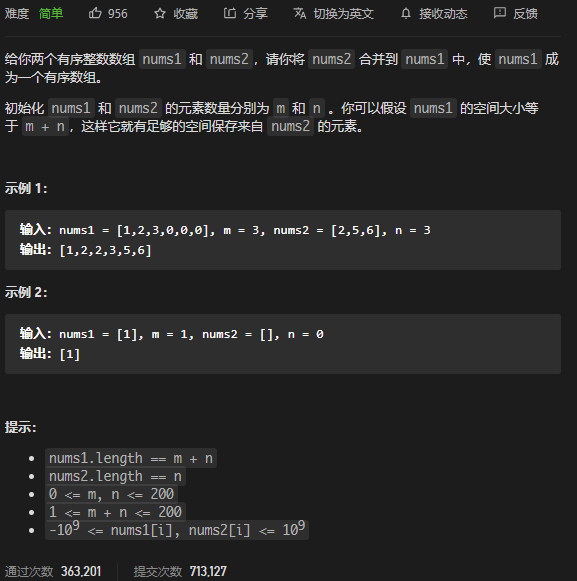 难度 简单 956 收藏 分享 切换为英文 接收动态 反馈
给你两个有序整数数组 nums1 和 nums2，请你将 nums2 合并到 nums1 中，使 nums1 成
为一个有序数组。
初始化 nums1 和 nums2 的元素数量分别为 m 和 n 。你可以假设 nums1 的空间大小等
于 m + n，这样它就有足够的空间保存来自 nums2 的元素。
示例 1：
输入：nums1 = [1,2,3,0,0,0], m = 3, nums2 = [2,5,6], n = 3
输出：[1,2,2,3,5,6]
示例 2：
输入：nums1 = [1], m = 1, nums2 = [], n = 0
输出：[1]
提示：
nums1.length == m + n
nums2.length == n
0 <= m, n <= 200
1 <= m + n <= 200
-10⁹ <= nums1[i], nums2[i] <= 10⁹
通过次数 363,201 提交次数 713,127